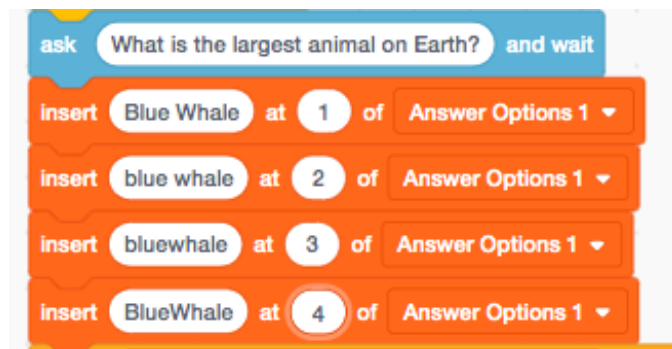 ask What is the largest animal on Earth? and wait
insert Blue Whale at 1 of Answer Options 1
insert blue whale at 2 of Answer Options 1
insert bluewhale at 3 of Answer Options 1
insert BlueWhale at 4 of Answer Options 1